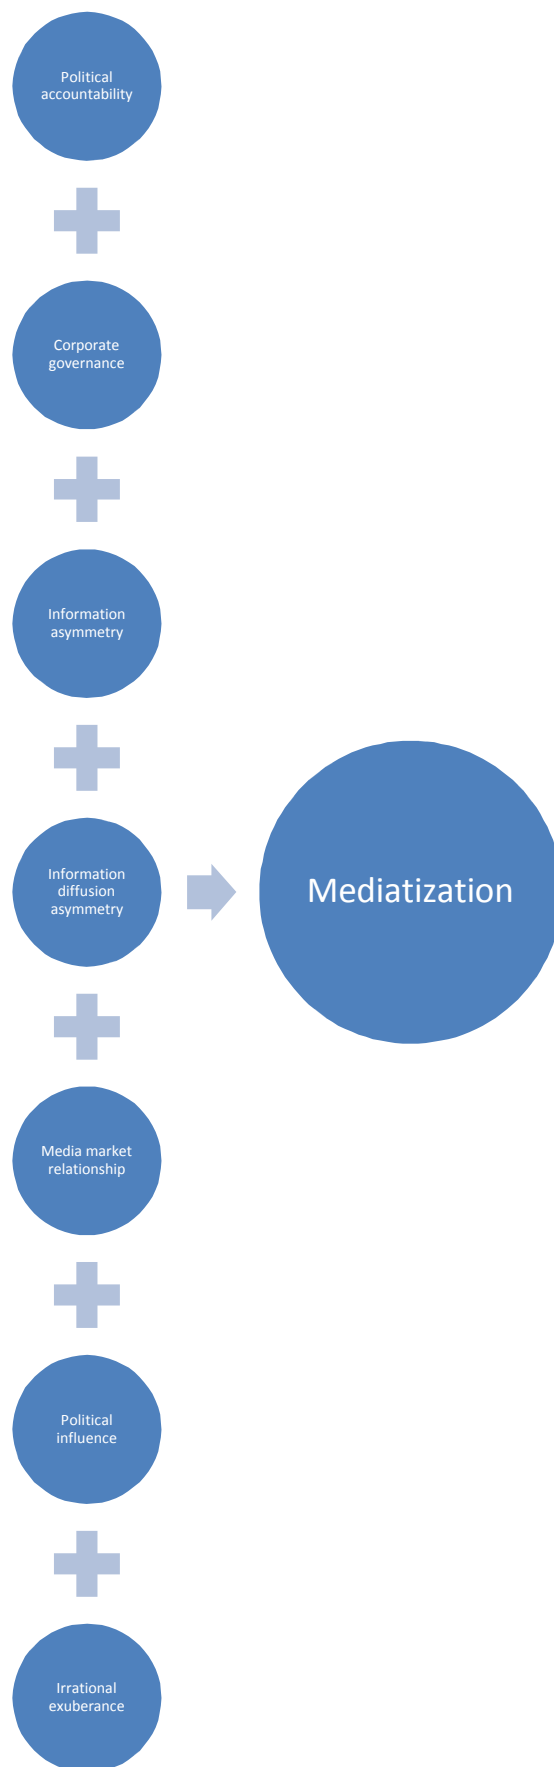 Political
accountability
Corporate
governance
Information
asymmetry
Information
diffusion
asymmetry
Mediatization
Media market
relationship
Political
influence
Irrational
exuberance